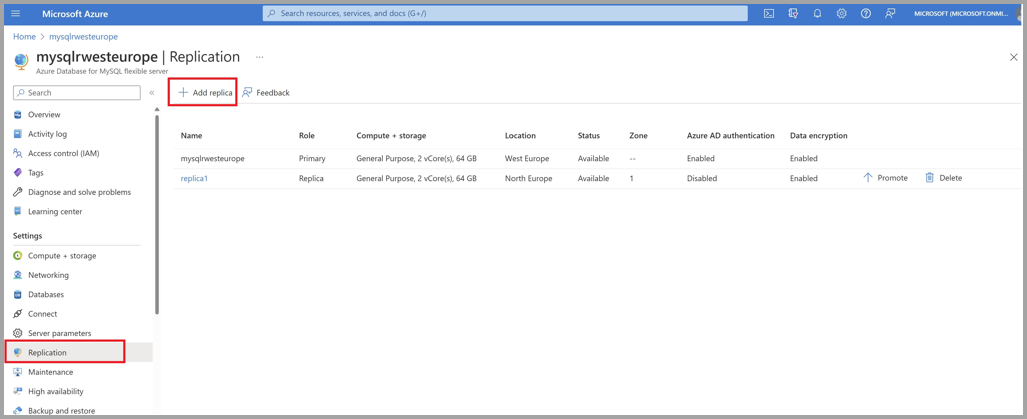 Microsoft Azure
Search resources, services, and docs (G+/)
MICROSOFT (MICROSOFT.ONMI...
Home > mysqlrwesteurope
mysqlrwesteurope | Replication ...
Azure Database for MySQL flexible server
Search
«
Add replica
Feedback
Overview
Activity log
Access control (IAM)
Tags
Diagnose and solve problems
Learning center
Settings
Compute + storage
Networking
Databases
Connect
Server parameters
Replication
Maintenance
High availability
Backup and restore
Name Role Compute + storage Location Status Zone Azure AD authentication Data encryption
mysqlrwesteurope Primary General Purpose, 2 vCore(s), 64 GB West Europe Available -- Enabled Enabled
replica1 Replica General Purpose, 2 vCore(s), 64 GB North Europe Available 1 Disabled Enabled Promote Delete